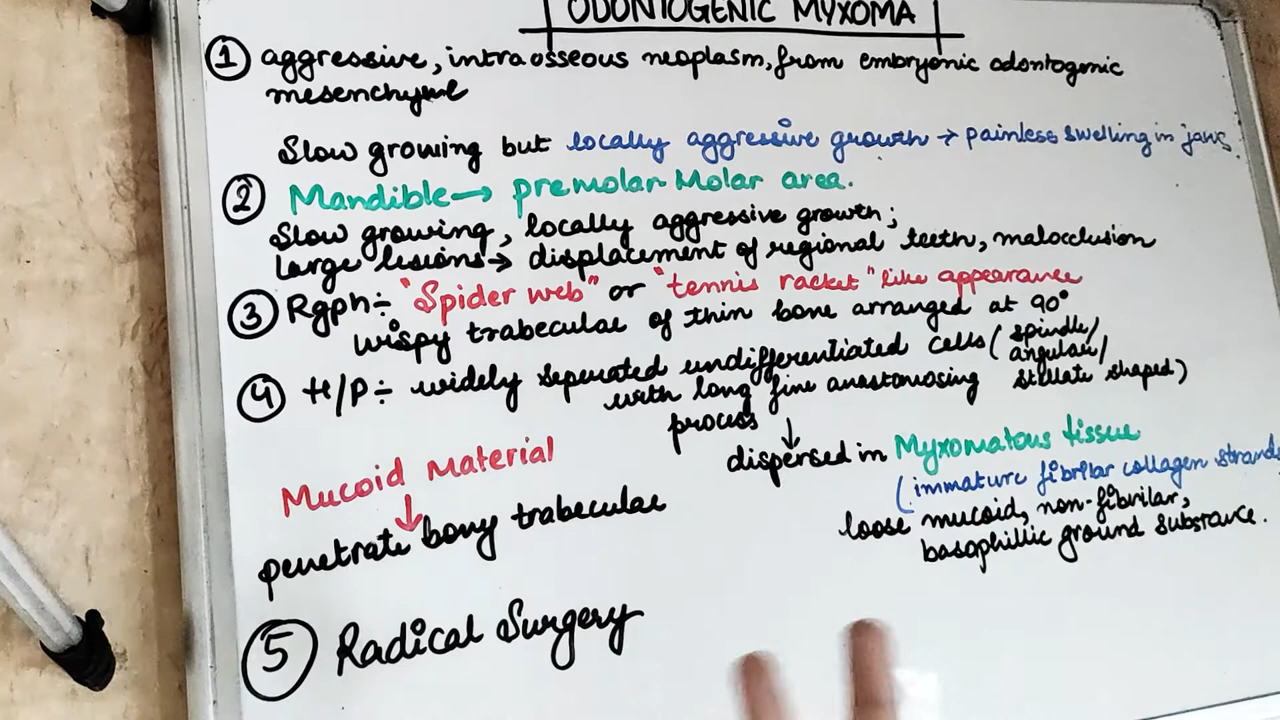 ODONTOGENIC MYXOMA
① aggressive, intraosseous neoplasm, from embryonic odontogenic
mesenchyme
Slow growing but locally aggressive growth → painless swelling in jaws.
② Mandible → premolar Molar area.
Slow growing, locally aggressive growth;
large lesions → displacement of regional teeth, malocclusion
③ Rgph ÷ "Spider web" or "tennis racket" like appearance
wispy trabeculae of thin bone arranged at 90°
④ H/P ÷ widely seperated undifferentiated cells (spindle/
angular/
stellate shaped)
with long fine anastomosing
process
↓
dispersed in Myxomatous tissue
(immature fibrilar collagen strands
loose mucoid, non-fibrilar,
basophillic ground substance.
Mucoid Material
↓
penetrate bony trabeculae
⑤ Radical Surgery